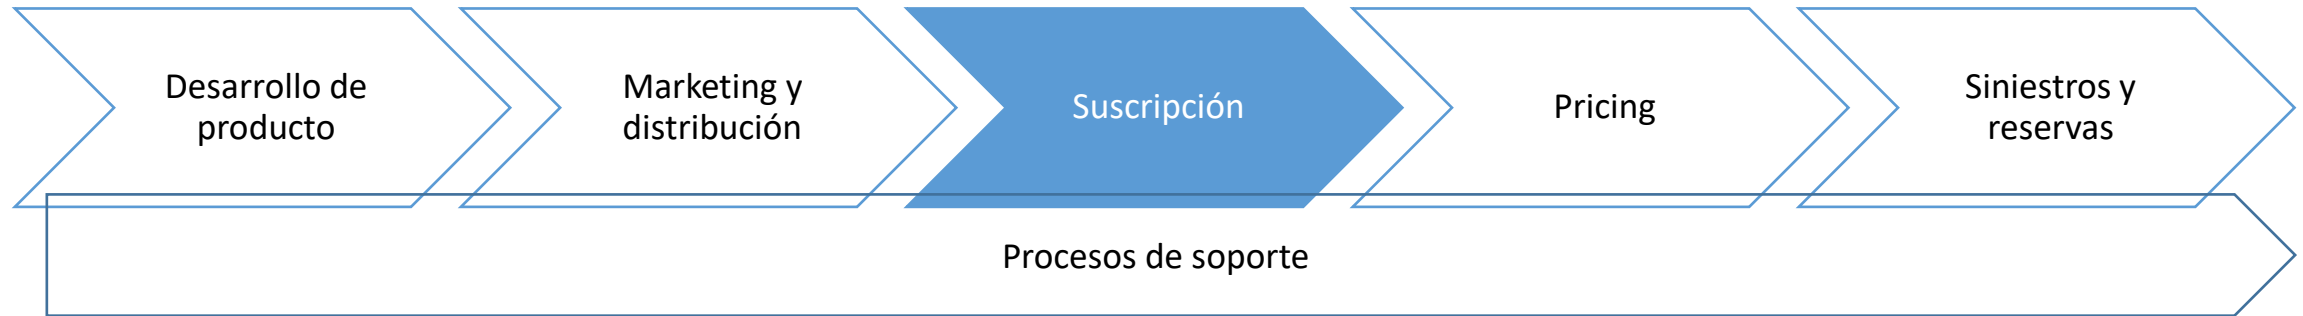 Desarrollo de
producto
Marketing y
distribución
Suscripción
Pricing
Siniestros y
reservas
Procesos de soporte